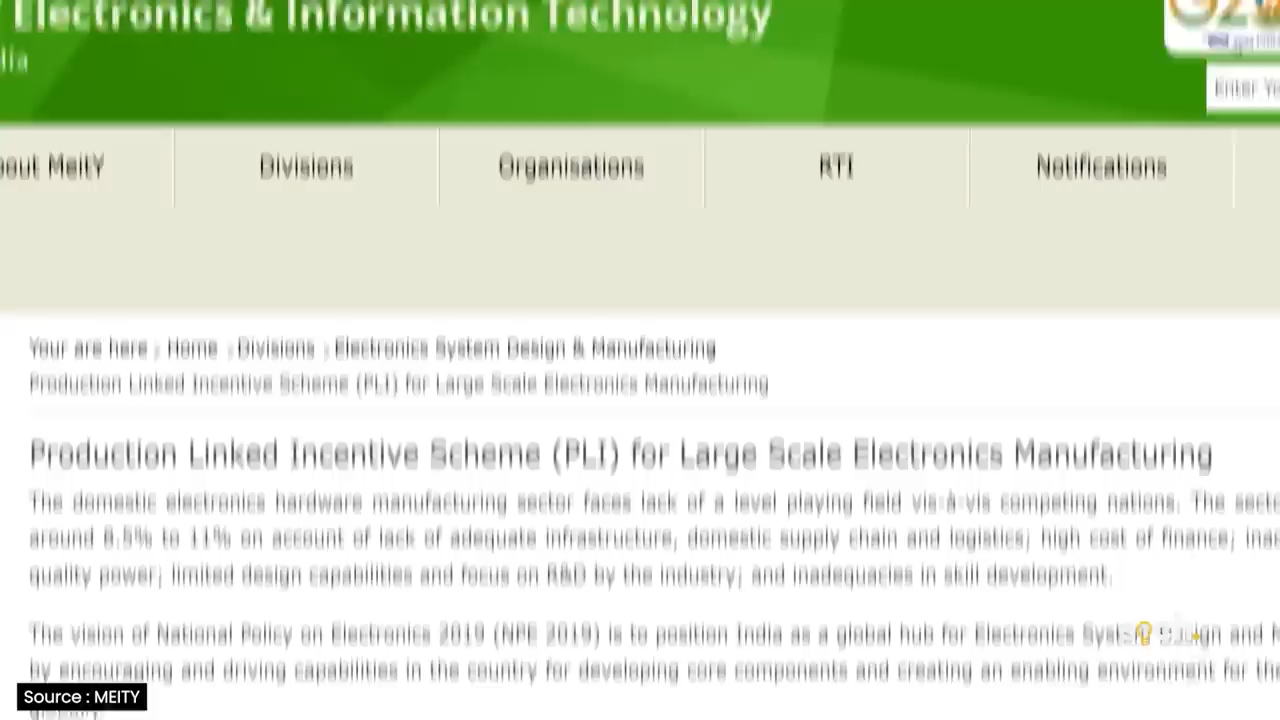 Electronics & Information Technology
dia
G2
Enter Yo
bout MeitY
Divisions
Organisations
RTI
Notifications
Your are here › Home › Divisions › Electronics System Design & Manufacturing
Production Linked Incentive Scheme (PLI) for Large Scale Electronics Manufacturing
Production Linked Incentive Scheme (PLI) for Large Scale Electronics Manufacturing
The domestic electronics hardware manufacturing sector faces lack of a level playing field vis-à-vis competing nations. The secto
around 8.5% to 11% on account of lack of adequate infrastructure, domestic supply chain and logistics; high cost of finance; ina
quality power; limited design capabilities and focus on R&D by the industry; and inadequacies in skill development.
The vision of National Policy on Electronics 2019 (NPE 2019) is to position India as a global hub for Electronics System Design and
by encouraging and driving capabilities in the country for developing core components and creating an enabling environment for the
Source : MEITY